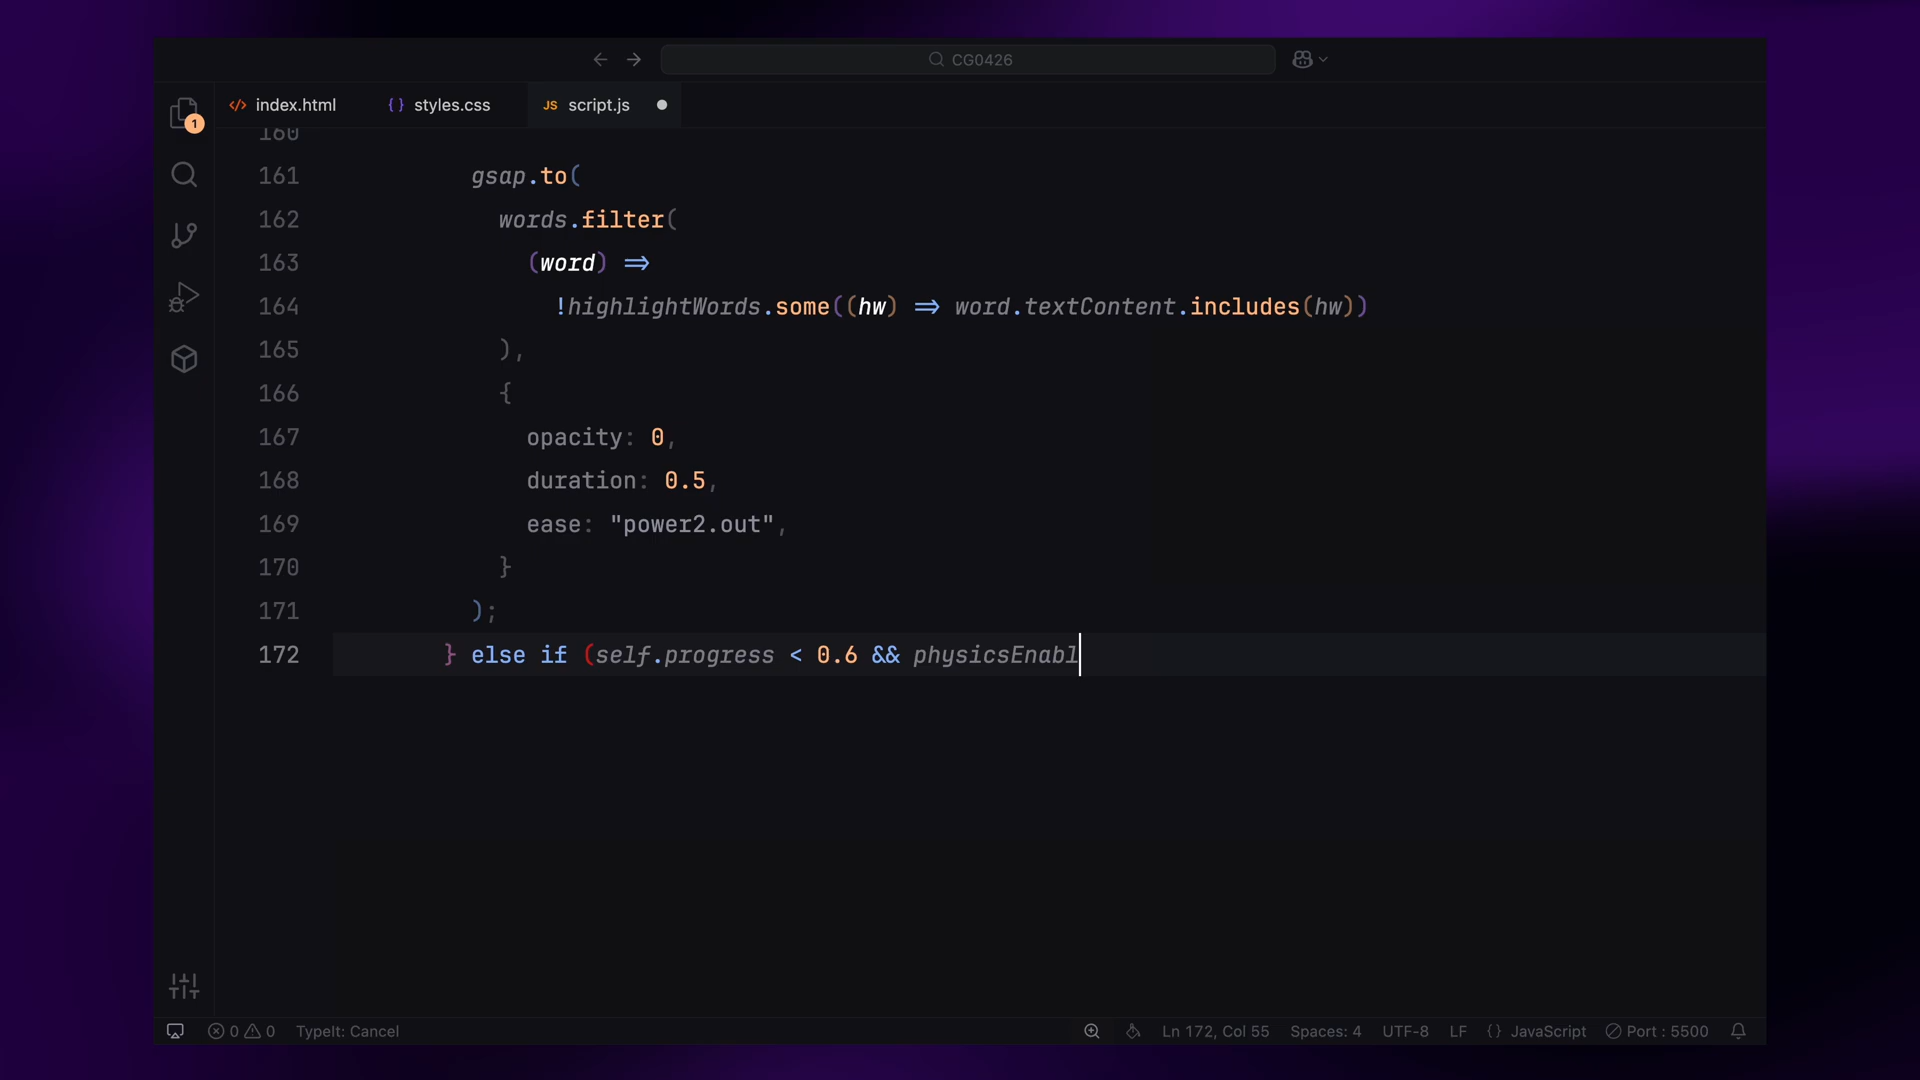 CG0426
index.html
styles.css
JS script.js
1
160
161 gsap.to(
162 words.filter(
163 (word) =>
164 !highlightWords.some((hw) => word.textContent.includes(hw))
165 ),
166 {
167 opacity: 0,
168 duration: 0.5,
169 ease: "power2.out",
170 }
171 );
172 } else if (self.progress < 0.6 && physicsEnabl
0 0 TypeIt: Cancel Ln 172, Col 55 Spaces: 4 UTF-8 LF {} JavaScript Port : 5500